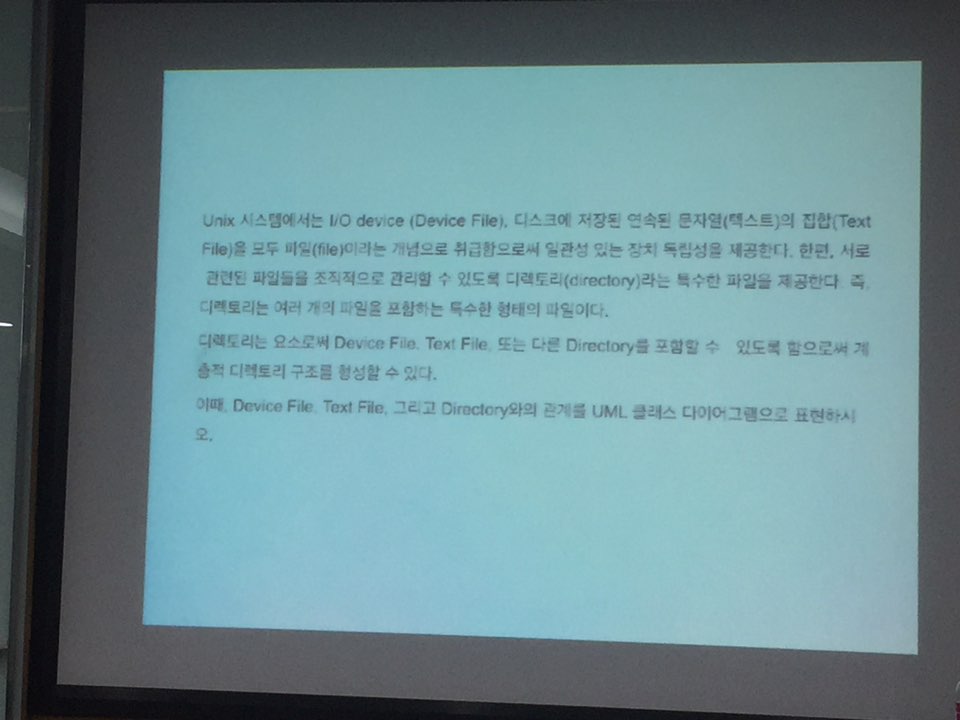 Unix 시스템에서는 I/O device (Device File), 디스크에 저장된 연속된 문자열(텍스트)의 집합(Text
File)을 모두 파일(file)이라는 개념으로 취급함으로써 일관성 있는 장치 독립성을 제공한다. 한편, 서로
관련된 파일들을 조직적으로 관리할 수 있도록 디렉토리(directory)라는 특수한 파일을 제공한다. 즉,
디렉토리는 여러 개의 파일을 포함하는 특수한 형태의 파일이다.
디렉토리는 요소로써 Device File, Text File, 또는 다른 Directory를 포함할 수 있도록 함으로써 계
층적 디렉토리 구조를 형성할 수 있다.
이때, Device File, Text File, 그리고 Directory와의 관계를 UML 클래스 다이어그램으로 표현하시
오.